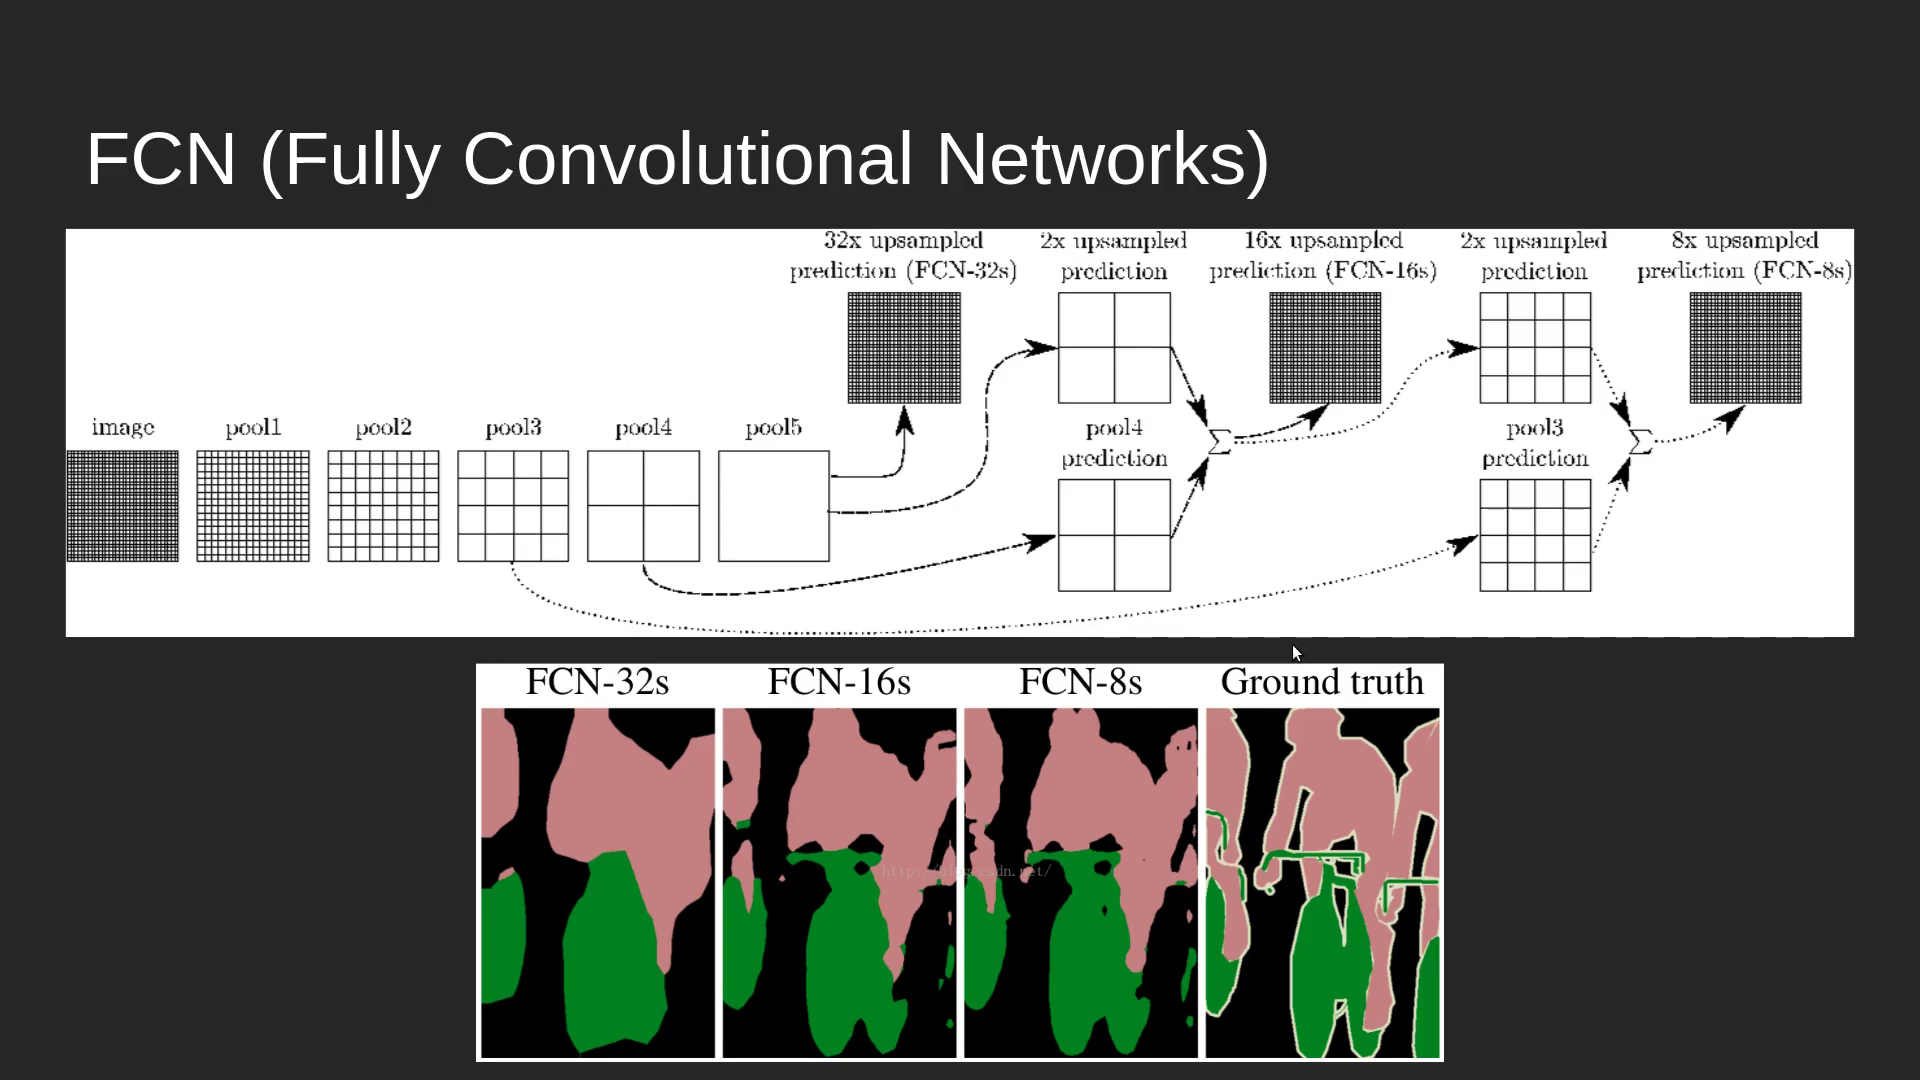 FCN (Fully Convolutional Networks)
32x upsampled
prediction (FCN-32s)
2x upsampled
prediction
16x upsampled
prediction (FCN-16s)
2x upsampled
prediction
8x upsampled
prediction (FCN-8s)
image
pool1
pool2
pool3
pool4
pool5
pool4
prediction
Σ
pool3
prediction
Σ
FCN-32s
FCN-16s
FCN-8s
Ground truth